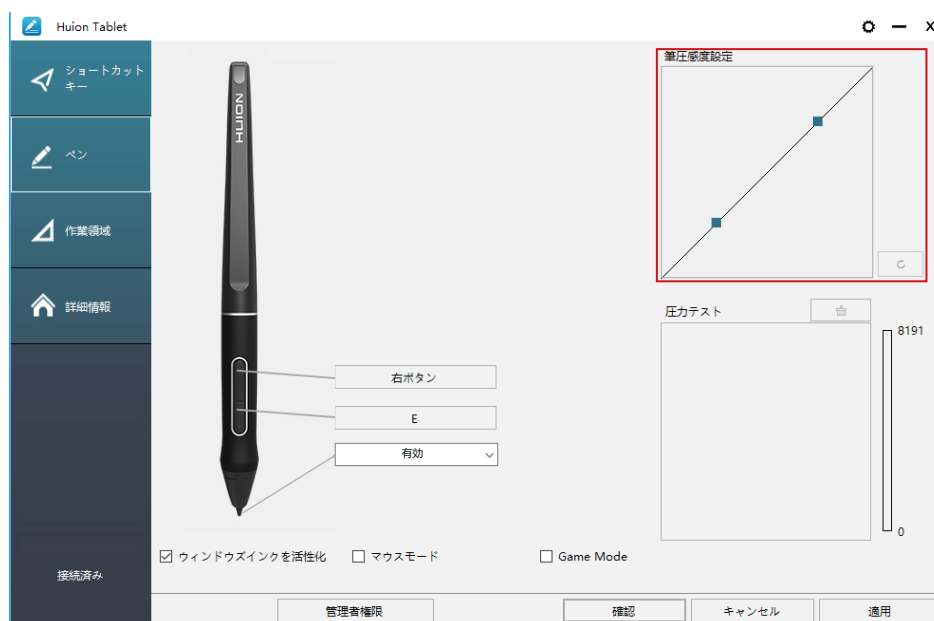 Huion Tablet
ショートカット
キー
ペン
作業領域
詳細情報
接続済み
HUION
右ボタン
E
有効
筆圧感度設定
圧力テスト
8191
0
ウィンドウズインクを活性化
マウスモード
Game Mode
管理者権限
確認
キャンセル
適用